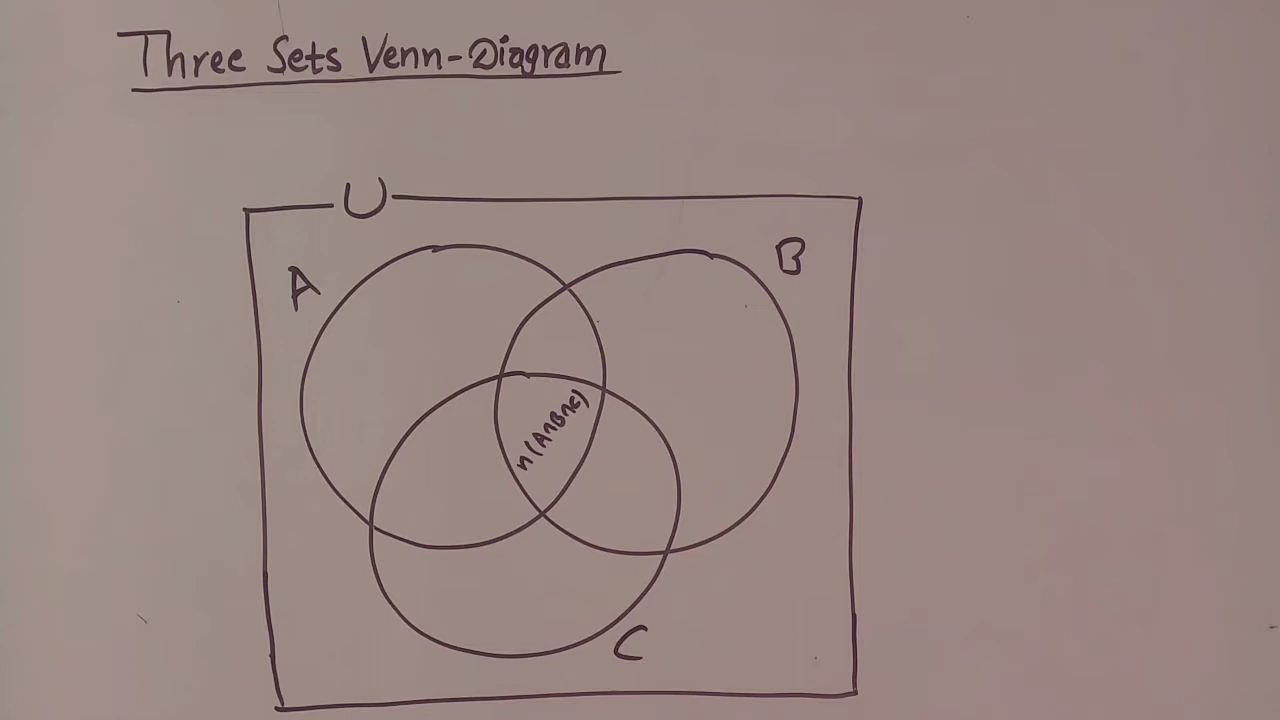 Three Sets Venn-Diagram
U
A
B
n(A∩B∩C)
C